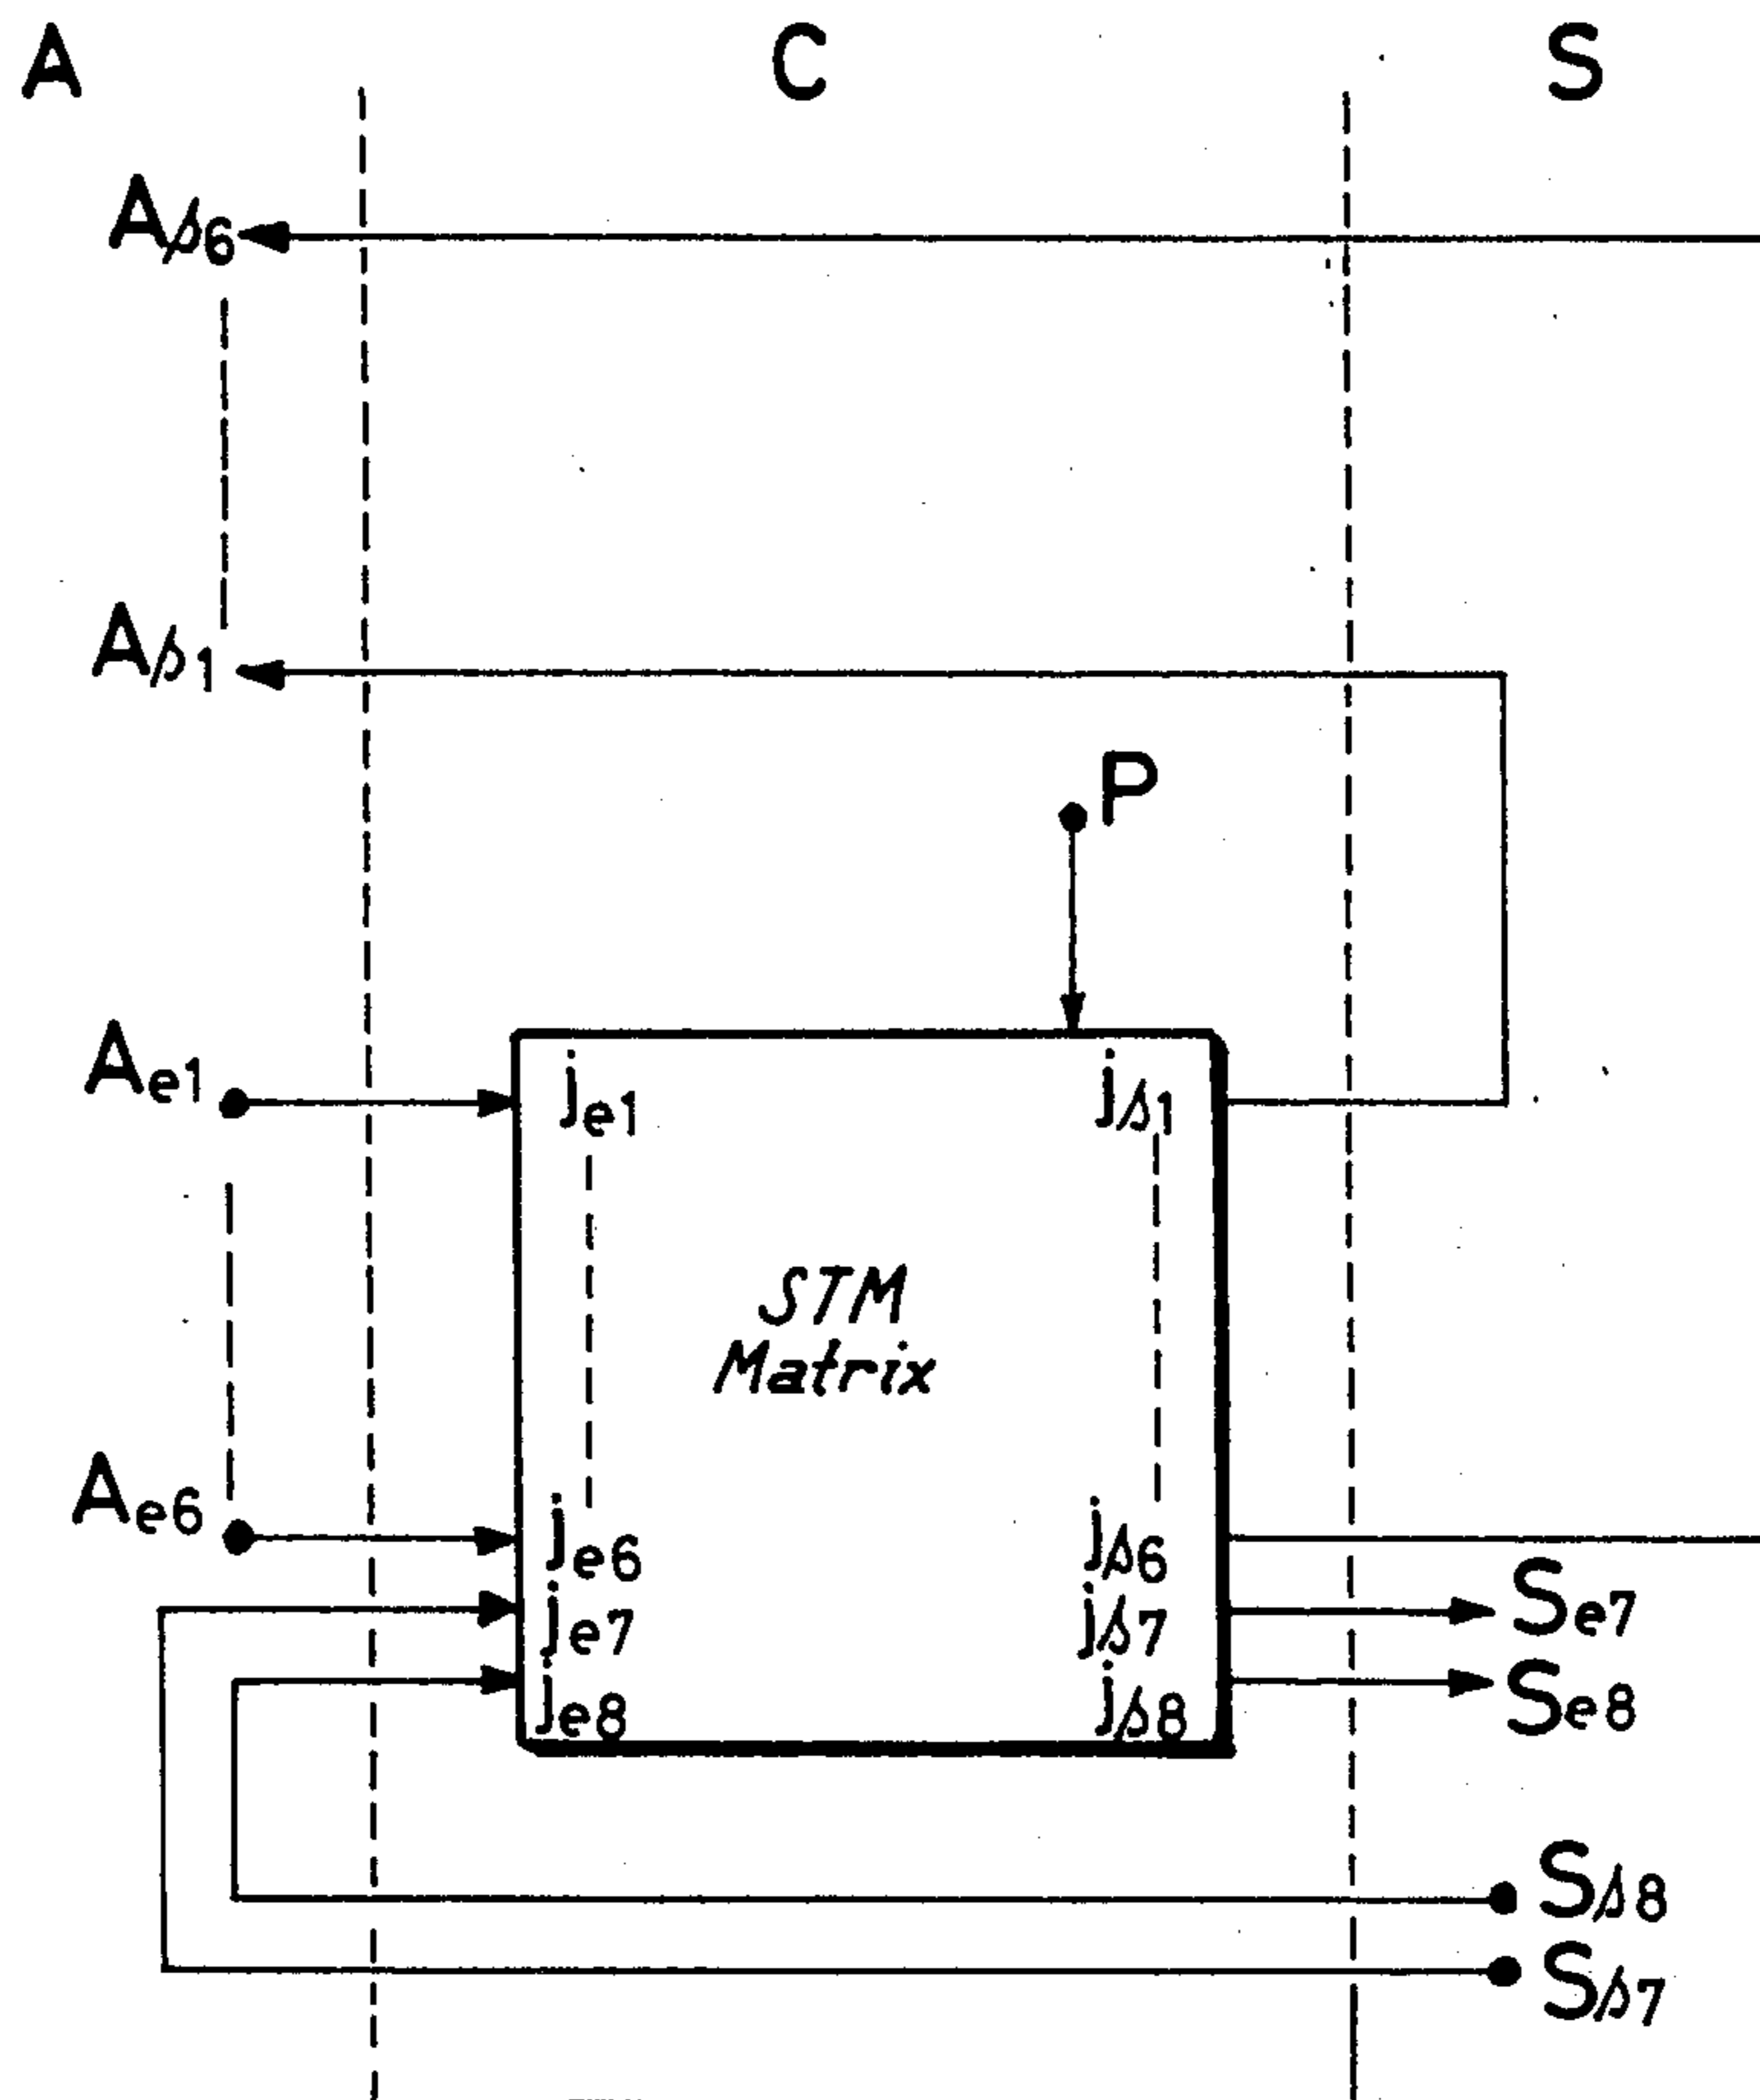 A C S
As6
As1
P
Ae1 je1 js1
STM
Matrix
Ae6 je6 js6
je7 js7 Se7
je8 js8 Se8
Ss8
Ss7